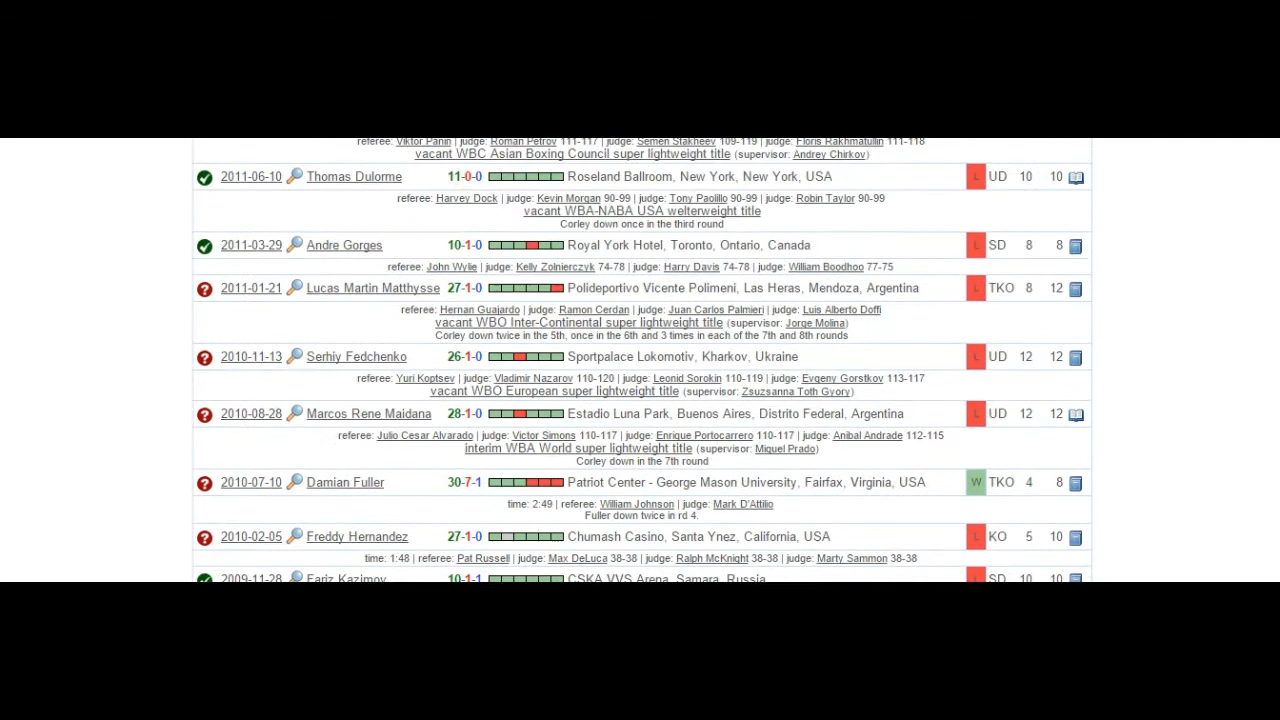 referee: Viktor Panin | judge: Roman Petrov 111-117 | judge: Semen Stakheev 109-119 | judge: Floris Rakhmatullin 111-118
vacant WBC Asian Boxing Council super lightweight title (supervisor: Andrey Chirkov)
2011-06-10 Thomas Dulorme 11-0-0 Roseland Ballroom, New York, New York, USA L UD 10 10
referee: Harvey Dock | judge: Kevin Morgan 90-99 | judge: Tony Paolillo 90-99 | judge: Robin Taylor 90-99
vacant WBA-NABA USA welterweight title
Corley down once in the third round
2011-03-29 Andre Gorges 10-1-0 Royal York Hotel, Toronto, Ontario, Canada L SD 8 8
referee: John Wylie | judge: Kelly Zolnierczyk 74-78 | judge: Harry Davis 74-78 | judge: William Boodhoo 77-75
2011-01-21 Lucas Martin Matthysse 27-1-0 Polideportivo Vicente Polimeni, Las Heras, Mendoza, Argentina L TKO 8 12
referee: Hernan Guajardo | judge: Ramon Cerdan | judge: Juan Carlos Palmieri | judge: Luis Alberto Doffi
vacant WBO Inter-Continental super lightweight title (supervisor: Jorge Molina)
Corley down twice in the 5th, once in the 6th and 3 times in each of the 7th and 8th rounds
2010-11-13 Serhiy Fedchenko 26-1-0 Sportpalace Lokomotiv, Kharkov, Ukraine L UD 12 12
referee: Yuri Koptsev | judge: Vladimir Nazarov 110-120 | judge: Leonid Sorokin 110-119 | judge: Evgeny Gorstkov 113-117
vacant WBO European super lightweight title (supervisor: Zsuzsanna Toth Gyory)
2010-08-28 Marcos Rene Maidana 28-1-0 Estadio Luna Park, Buenos Aires, Distrito Federal, Argentina L UD 12 12
referee: Julio Cesar Alvarado | judge: Victor Simons 110-117 | judge: Enrique Portocarrero 110-117 | judge: Anibal Andrade 112-115
interim WBA World super lightweight title (supervisor: Miguel Prado)
Corley down in the 7th round
2010-07-10 Damian Fuller 30-7-1 Patriot Center - George Mason University, Fairfax, Virginia, USA W TKO 4 8
time: 2:49 | referee: William Johnson | judge: Mark D'Attilio
Fuller down twice in rd 4.
2010-02-05 Freddy Hernandez 27-1-0 Chumash Casino, Santa Ynez, California, USA L KO 5 10
time: 1:48 | referee: Pat Russell | judge: Max DeLuca 38-38 | judge: Ralph McKnight 38-38 | judge: Marty Sammon 38-38
2009-11-28 Fariz Kazimov 10-1-1 CSKA VVS Arena, Samara, Russia L SD 10 10